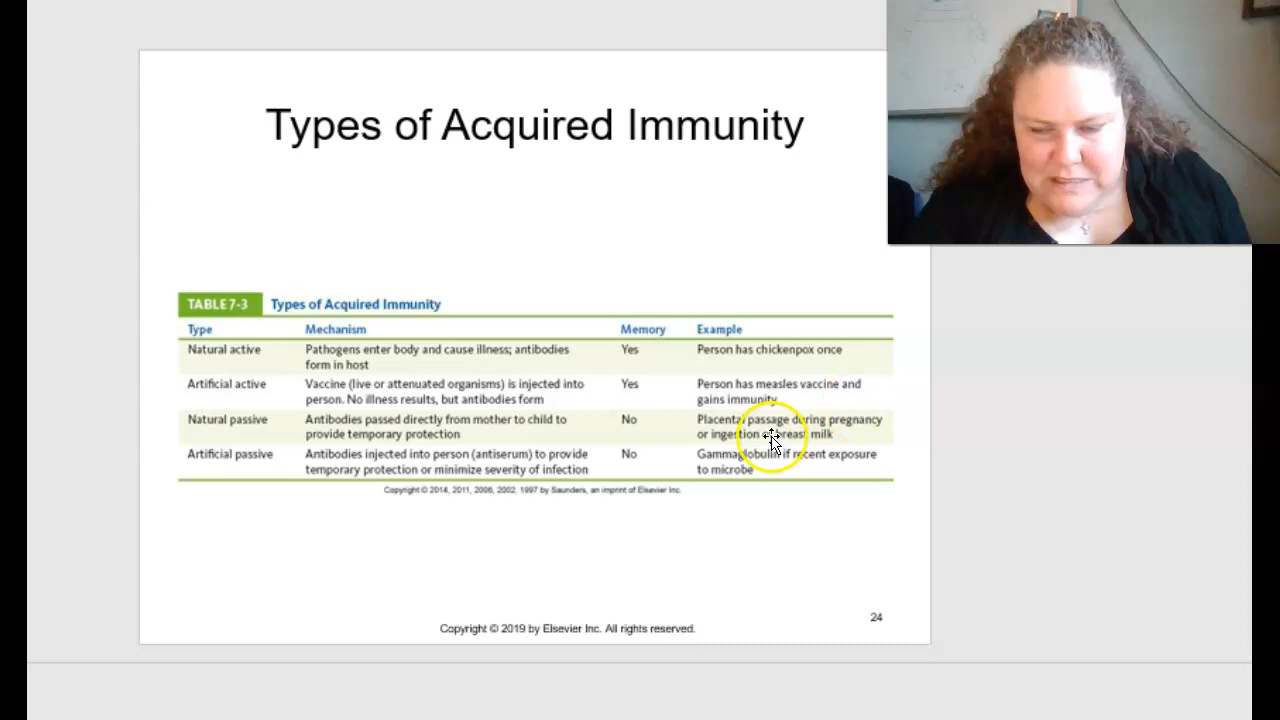 Types of Acquired Immunity
TABLE 7-3 Types of Acquired Immunity
Type Mechanism Memory Example
Natural active Pathogens enter body and cause illness; antibodies form in host Yes Person has chickenpox once
Artificial active Vaccine (live or attenuated organisms) is injected into person. No illness results, but antibodies form Yes Person has measles vaccine and gains immunity
Natural passive Antibodies passed directly from mother to child to provide temporary protection No Placental passage during pregnancy or ingestion of breast milk
Artificial passive Antibodies injected into person (antiserum) to provide temporary protection or minimize severity of infection No Gammaglobulin if recent exposure to microbe
Copyright © 2014, 2011, 2006, 2002, 1997 by Saunders, an imprint of Elsevier Inc.
24
Copyright © 2019 by Elsevier Inc. All rights reserved.